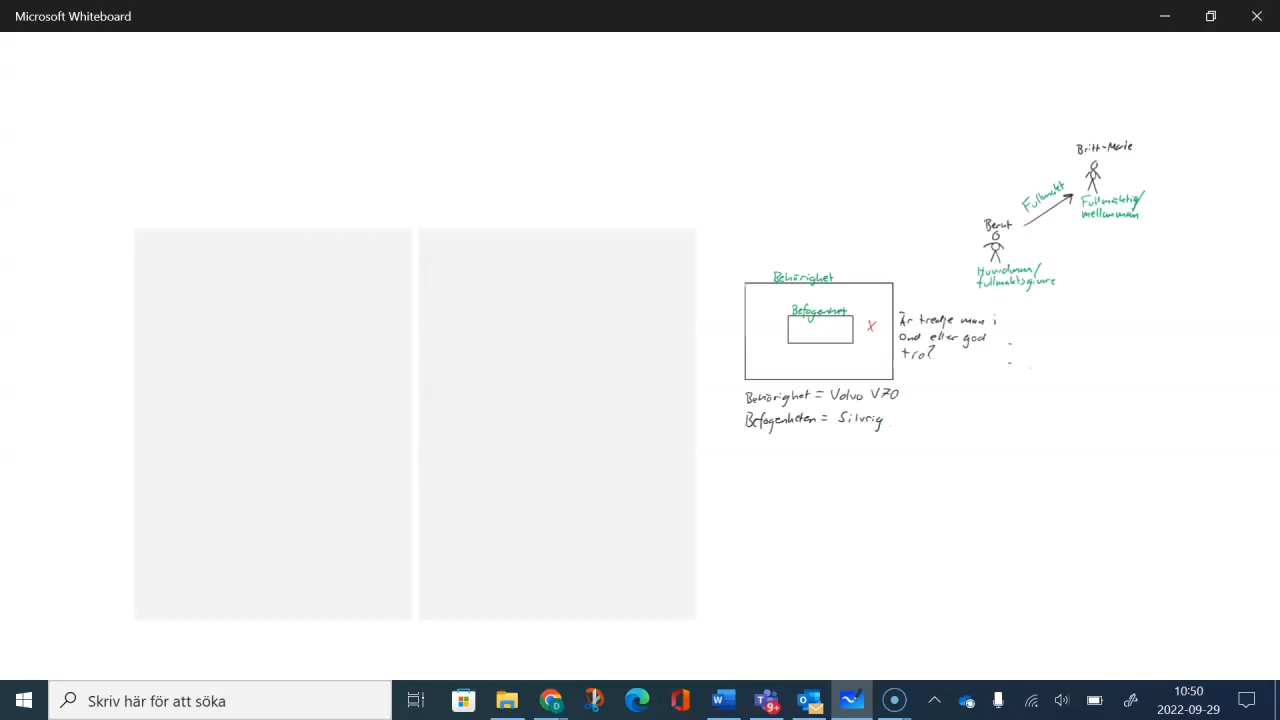 Microsoft Whiteboard
Britt-Marie
Fullmakt
Fullmäktig/
mellanman
Bernt
Huvudman/
fullmaktsgivare
Behörighet
Befogenhet
X
Är tredje man i
ond eller god
tro?
Behörighet = Volvo V70
Befogenheten = Silvrig
Skriv här för att söka
9+
10:50
2022-09-29